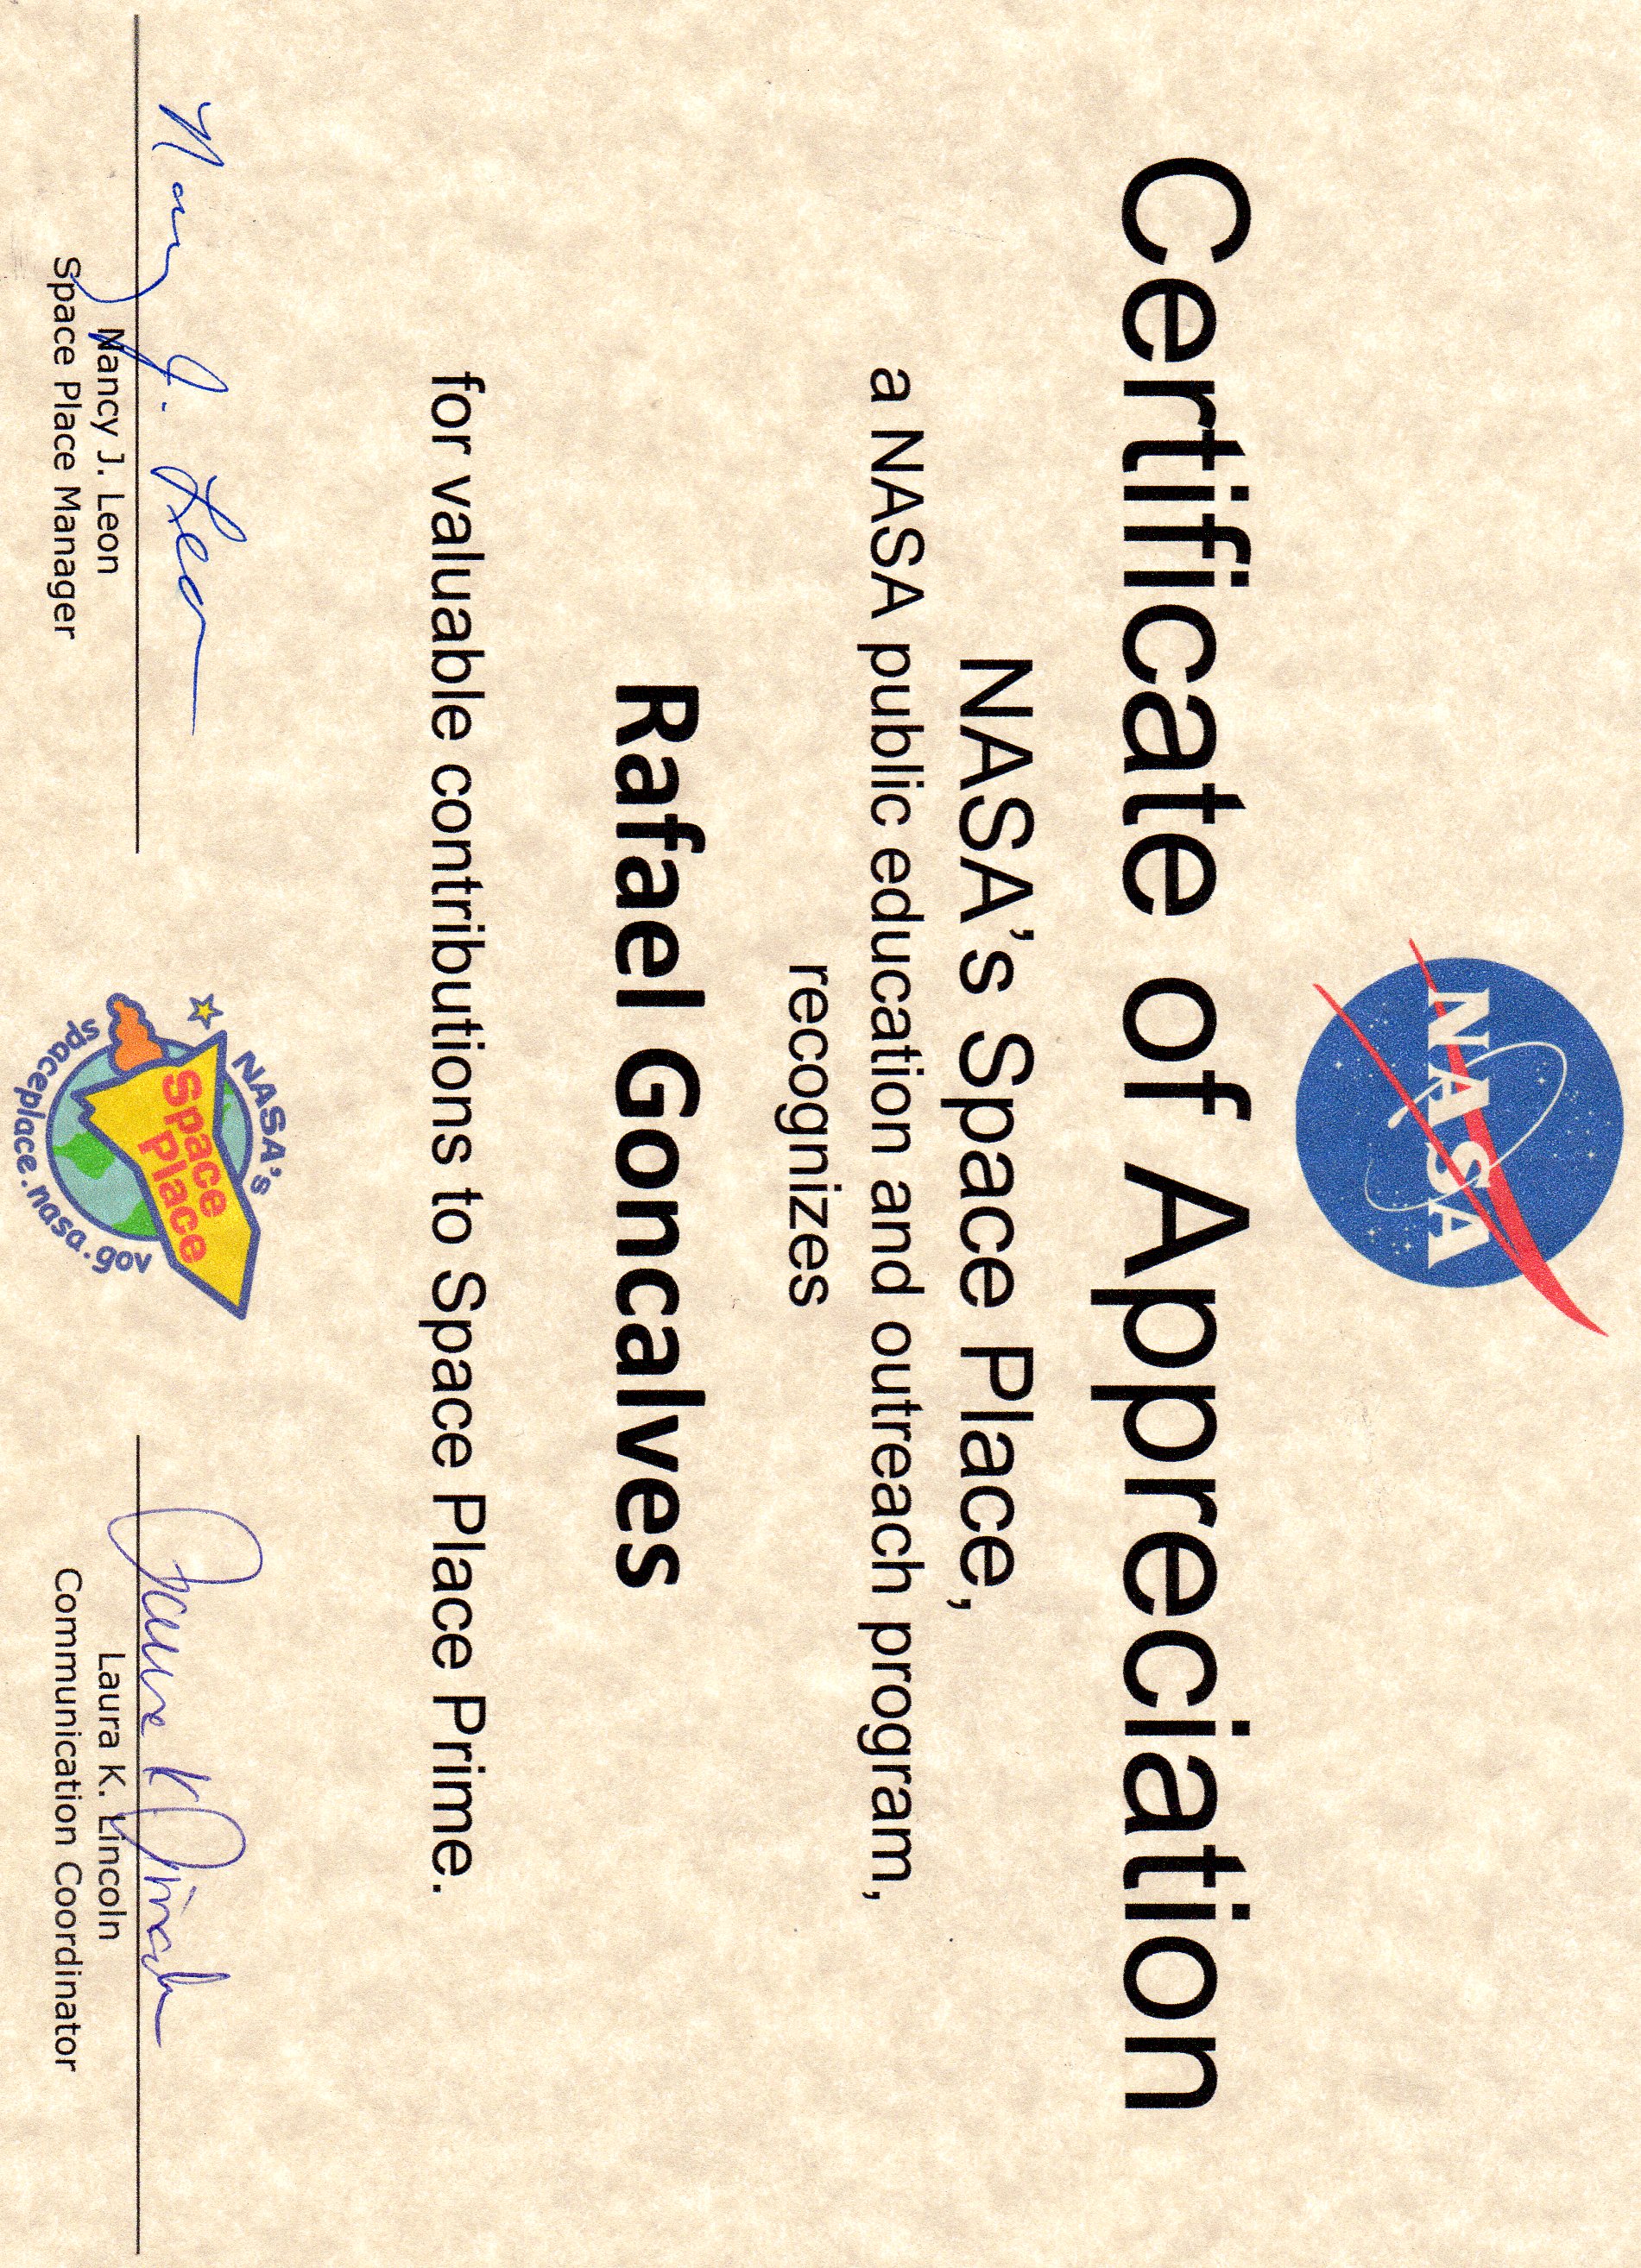 NASA
Certificate of Appreciation
NASA's Space Place,
a NASA public education and outreach program,
recognizes
Rafael Goncalves
for valuable contributions to Space Place Prime.
Nancy J. Leon
Nancy J. Leon
Space Place Manager
NASA's
Space
Place
spaceplace.nasa.gov
Laura K Lincoln
Laura K. Lincoln
Communication Coordinator